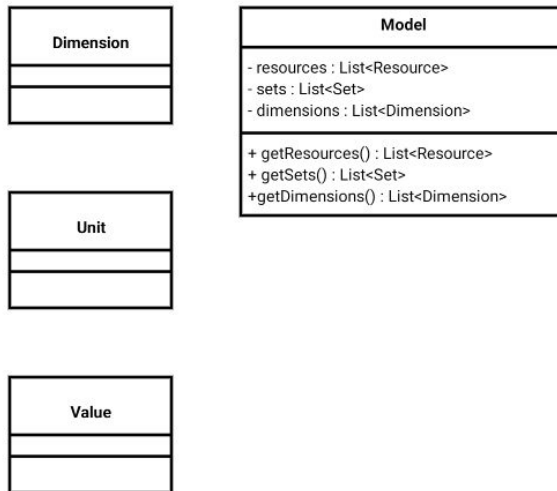 Dimension
Model
- resources : List<Resource>
- sets : List<Set>
- dimensions : List<Dimension>
+ getResources() : List<Resource>
+ getSets() : List<Set>
+getDimensions() : List<Dimension>
Unit
Value